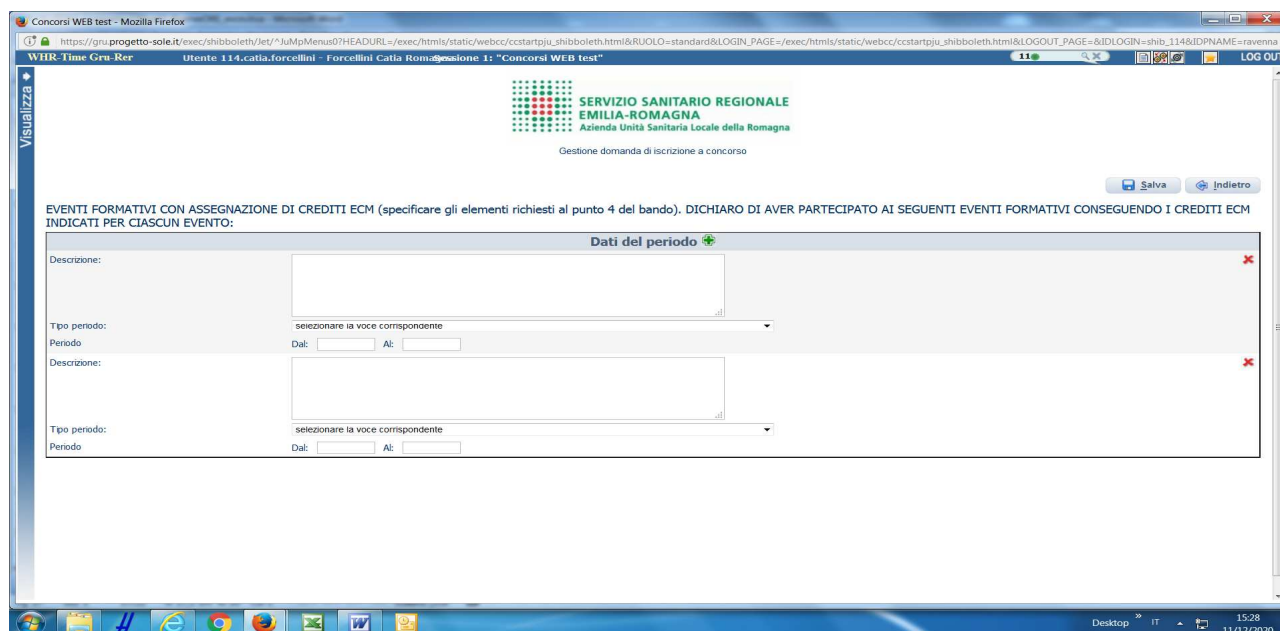 Concorsi WEB test - Mozilla Firefox
https://gru.progetto-sole.it/exec/shibboleth/Jet/^JuMpMenus0?HEADURL=/exec/htmls/static/webcc/ccstartpju_shibboleth.html&RUOLO=standard&LOGIN_PAGE=/exec/htmls/static/webcc/ccstartpju_shibboleth.html&LOGOUT_PAGE=&IDLOGIN=shib_114&IDPNAME=ravenna
WHR-Time Gru-Rer Utente 114.catia.forcellini - Forcellini Catia Sessione 1: "Concorsi WEB test" 11 LOG OU
Visualizza
SERVIZIO SANITARIO REGIONALE
EMILIA-ROMAGNA
Azienda Unità Sanitaria Locale della Romagna
Gestione domanda di iscrizione a concorso
Salva Indietro
EVENTI FORMATIVI CON ASSEGNAZIONE DI CREDITI ECM (specificare gli elementi richiesti al punto 4 del bando). DICHIARO DI AVER PARTECIPATO AI SEGUENTI EVENTI FORMATIVI CONSEGUENDO I CREDITI ECM
INDICATI PER CIASCUN EVENTO:
Dati del periodo
Descrizione:
Tipo periodo: selezionare la voce corrispondente
Periodo Dal: Al:
Descrizione:
Tipo periodo: selezionare la voce corrispondente
Periodo Dal: Al:
Desktop » IT 15:28
11/12/2020